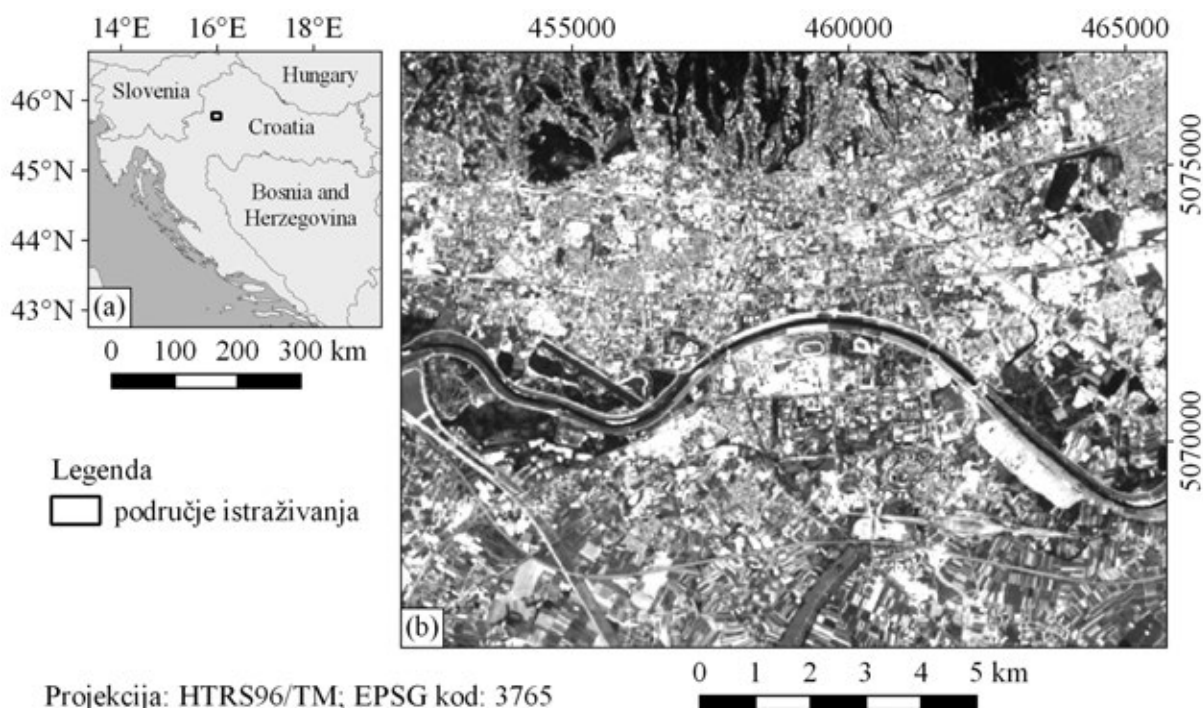 14°E 16°E 18°E
46°N
45°N
44°N
43°N
Slovenia
Hungary
Croatia
Bosnia and
Herzegovina
(a)
0 100 200 300 km
Legenda
područje istraživanja
455000 460000 465000
5075000
5070000
(b)
0 1 2 3 4 5 km
Projekcija: HTRS96/TM; EPSG kod: 3765